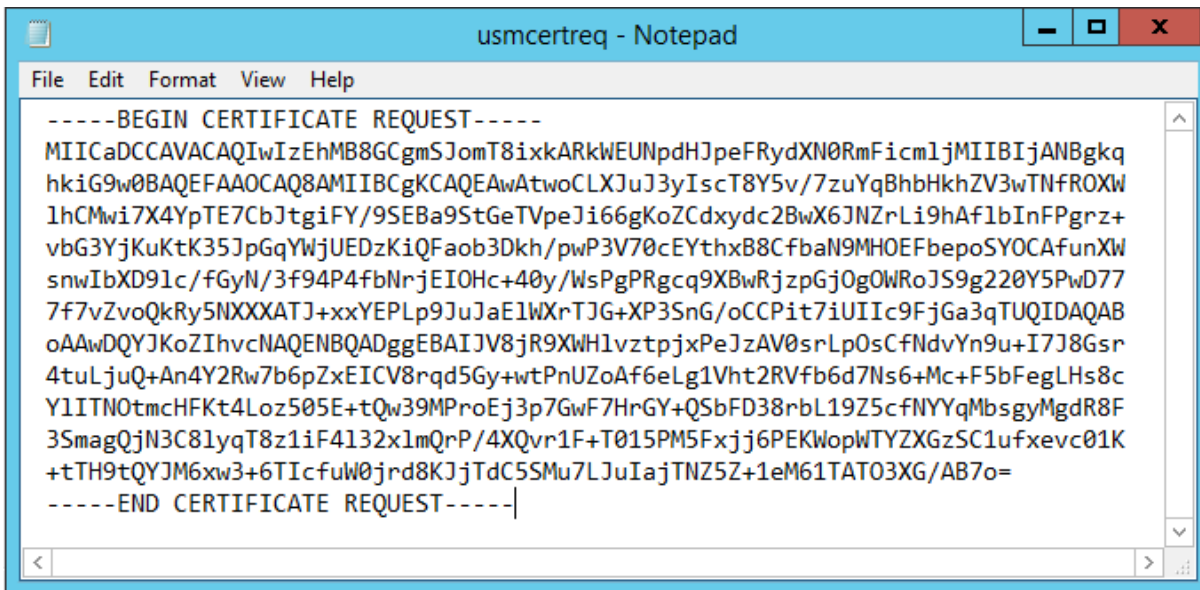 usmcertreq - Notepad
File Edit Format View Help
-----BEGIN CERTIFICATE REQUEST-----
MIICaDCCAVACAQIwIzEhMB8GCgmSJomT8ixkARkWEUNpdHJpeFRydXN0RmFicmljMIIBIjANBgkq
hkiG9w0BAQEFAAOCAQ8AMIIBCgKCAQEAwAtwoCLXJuJ3yIscT8Y5v/7zuYqBhbHkhZV3wTNfROXW
lhCMwi7X4YpTE7CbJtgiFY/9SEBa9StGeTVpeJi66gKoZCdxydc2BwX6JNZrLi9hAflbInFPgrz+
vbG3YjKuKtK35JpGqYWjUEDzKiQFaob3Dkh/pwP3V70cEYthxB8CfbaN9MHOEFbepoSYOCAfunXW
snwIbXD9lc/fGyN/3f94P4fbNrjEIOHc+40y/WsPgPRgcq9XBwRjzpGjOgOWRoJS9g220Y5PwD77
7f7vZvoQkRy5NXXXATJ+xxYEPLp9JuJaElWXrTJG+XP3SnG/oCCPit7iUIIc9FjGa3qTUQIDAQAB
oAAwDQYJKoZIhvcNAQENBQADggEBAIJV8jR9XWHlvztpjxPeJzAV0srLpOsCfNdvYn9u+I7J8Gsr
4tuLjuQ+An4Y2Rw7b6pZxEICV8rqd5Gy+wtPnUZoAf6eLg1Vht2RVfb6d7Ns6+Mc+F5bFegLHs8c
YlITNOtmcHFKt4Loz505E+tQw39MProEj3p7GwF7HrGY+QSbFD38rbL19Z5cfNYYqMbsgyMgdR8F
3SmagQjN3C8lyqT8z1iF4l32xlmQrP/4XQvr1F+T015PM5Fxjj6PEKWopWTYZXGzSC1ufxevc01K
+tTH9tQYJM6xw3+6TIcfuW0jrd8KJjTdC5SMu7LJuIajTNZ5Z+1eM61TATO3XG/AB7o=
-----END CERTIFICATE REQUEST-----